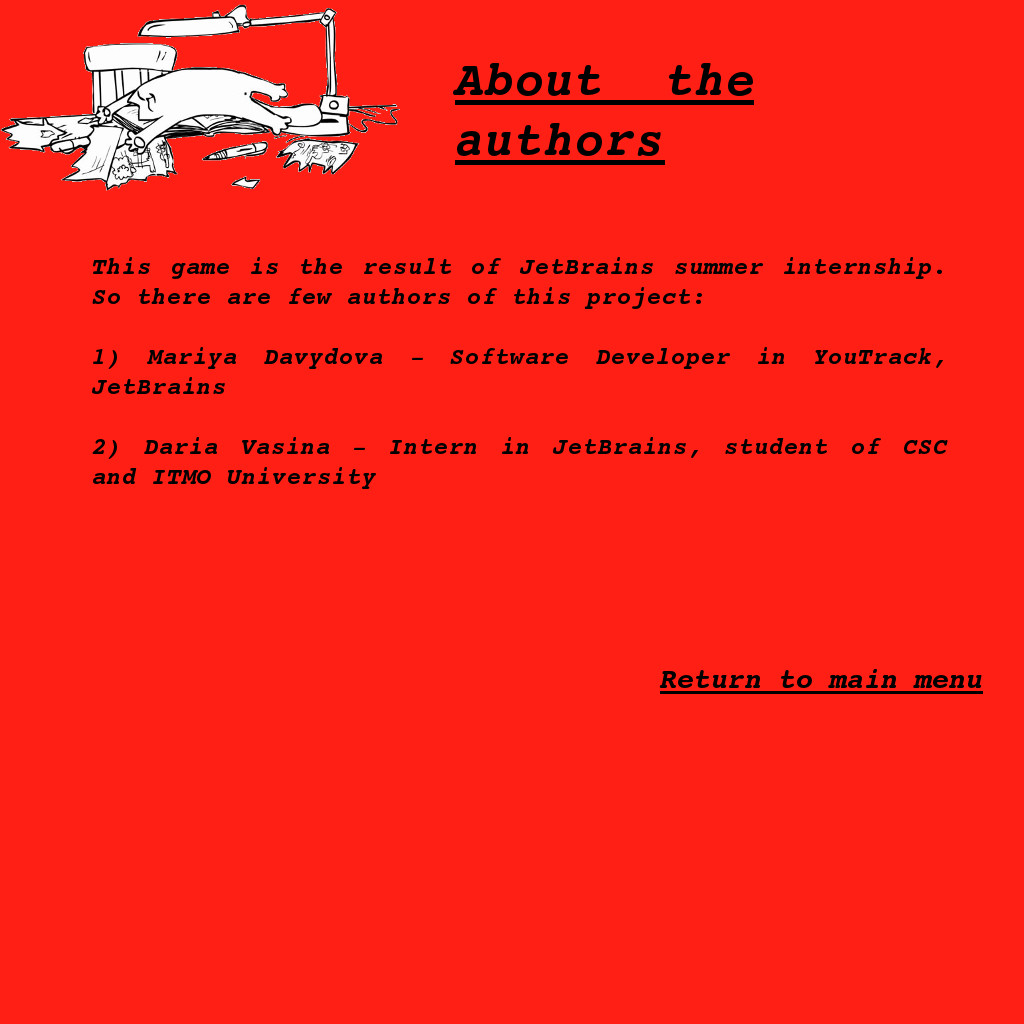 About the
authors
This game is the result of JetBrains summer internship.
So there are few authors of this project:
1) Mariya Davydova – Software Developer in YouTrack,
JetBrains
2) Daria Vasina – Intern in JetBrains, student of CSC
and ITMO University
Return to main menu